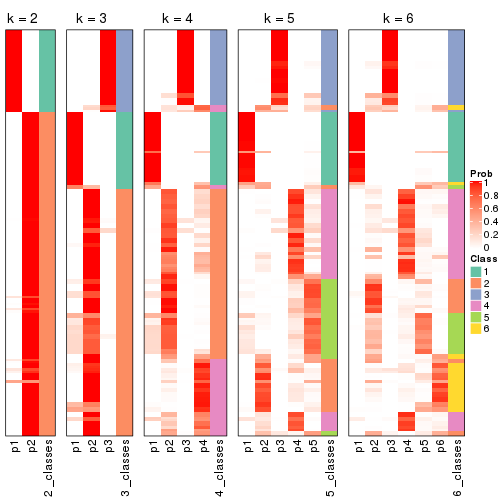 k = 2
k = 3
k = 4
k = 5
k = 6
p1
p2
2_classes
p1
p2
p3
3_classes
p1
p2
p3
p4
4_classes
p1
p2
p3
p4
p5
5_classes
p1
p2
p3
p4
p5
p6
6_classes
Prob
1
0.8
0.6
0.4
0.2
0
Class
1
2
3
4
5
6